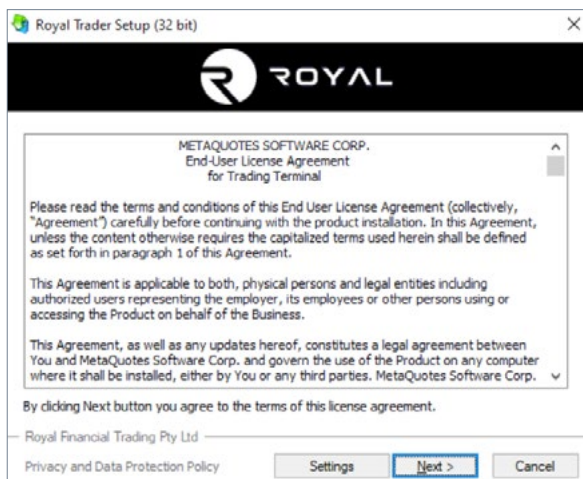 Royal Trader Setup (32 bit)
ROYAL
METAQUOTES SOFTWARE CORP.
End-User License Agreement
for Trading Terminal
Please read the terms and conditions of this End User License Agreement (collectively,
"Agreement") carefully before continuing with the product installation. In this Agreement,
unless the content otherwise requires the capitalized terms used herein shall be defined
as set forth in paragraph 1 of this Agreement.
This Agreement is applicable to both, physical persons and legal entities including
authorized users representing the employer, its employees or other persons using or
accessing the Product on behalf of the Business.
This Agreement, as well as any updates hereof, constitutes a legal agreement between
You and MetaQuotes Software Corp. and govern the use of the Product on any computer
where it shall be installed, either by You or any third parties. MetaQuotes Software Corp.
By clicking Next button you agree to the terms of this license agreement.
Royal Financial Trading Pty Ltd
Privacy and Data Protection Policy Settings Next > Cancel